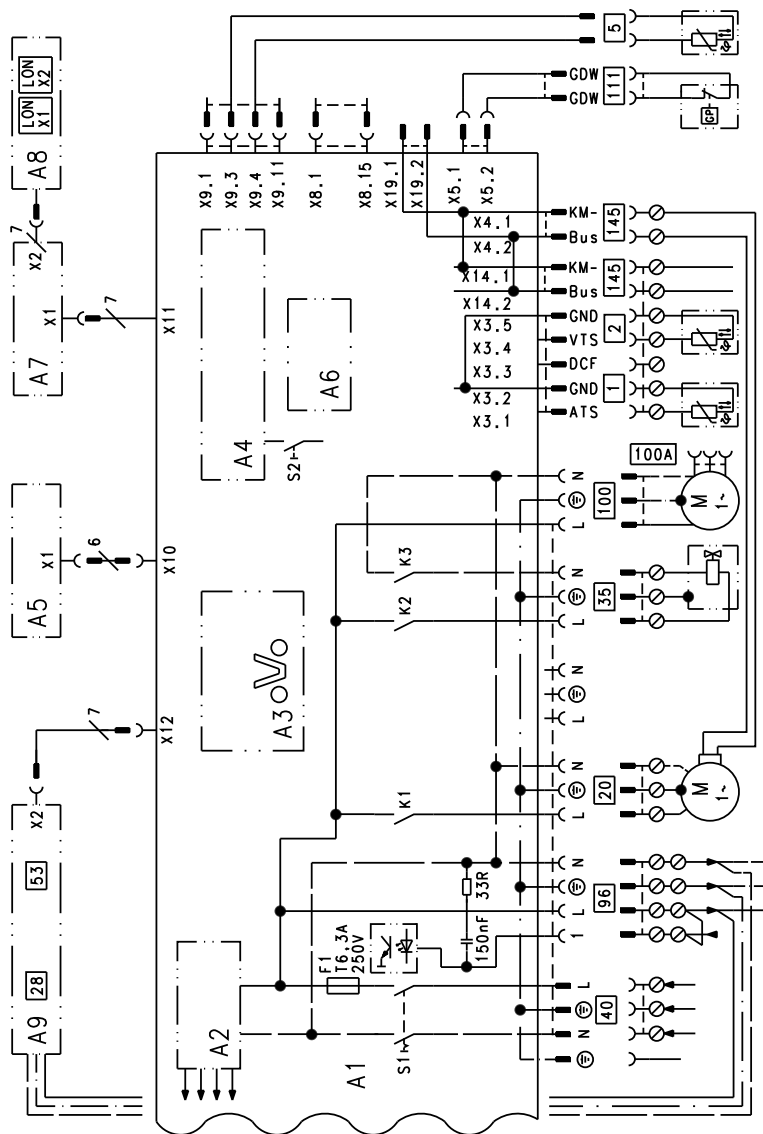 5
GDW
111
GDW
GP
LON X2
LON X1
A8
X9.1
X9.3
X9.4
X9.11
X8.1
X8.15
X19.1
X19.2
X5.1
X5.2
7
X2
X1
A7
7
X11
A4
A6
S2
X4.1
X4.2
X14.1
X14.2
X3.5
X3.4
X3.3
X3.2
X3.1
KM-
Bus
145
KM-
Bus
145
GND
VTS
2
DCF
GND
1
ATS
100A
N
100
L
M
1~
A5
X1
6
X10
K3
K2
N
35
L
A3
N
L
7
X12
K1
N
20
L
M
1~
A9
X2
53
28
N
96
L
1
33R
150nF
F1
T6,3A
250V
A2
A1
S1
L
40
N